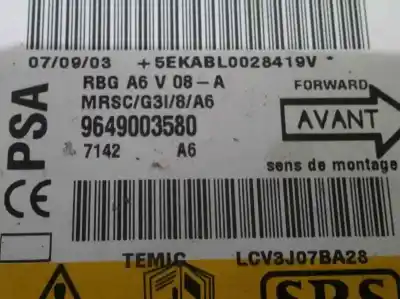 07/09/03 +5EKABL0028419V -
RBG A6 V 08-A
MRSC/G3I/8/A6
9649003580
7142 A6
PSA
CE
FORWARD
AVANT
sens de montage
TEMIC LCV3J07BA28
SRS